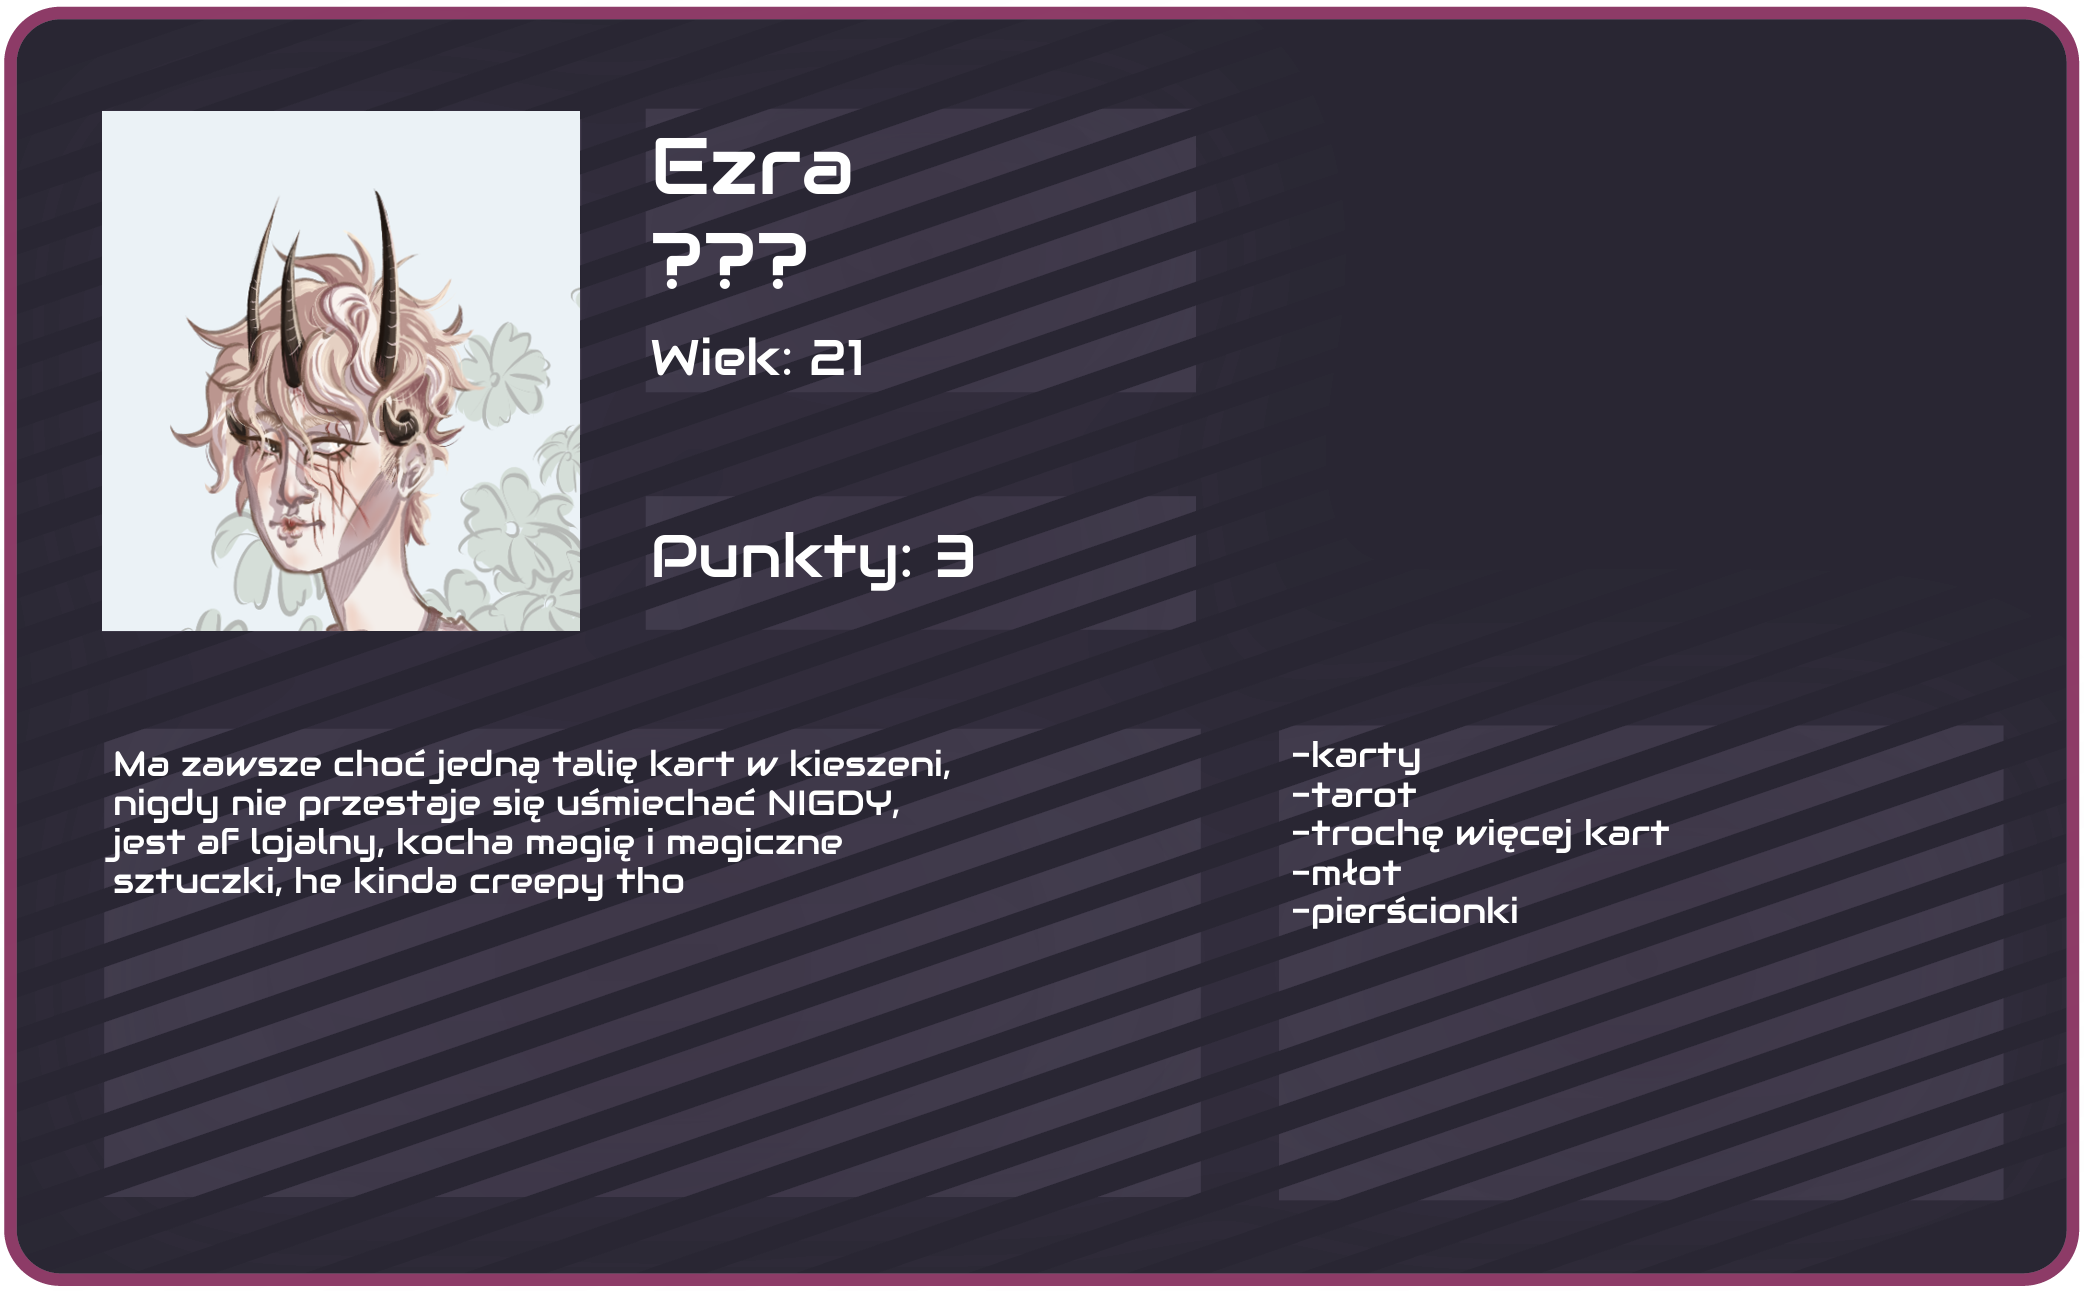 Ezra
???
Wiek: 21
Punkty: 3
Ma zawsze choć jedną talię kart w kieszeni,
nigdy nie przestaje się uśmiechać NIGDY,
jest af lojalny, kocha magię i magiczne
sztuczki, he kinda creepy tho
-karty
-tarot
-trochę więcej kart
-młot
-pierścionki